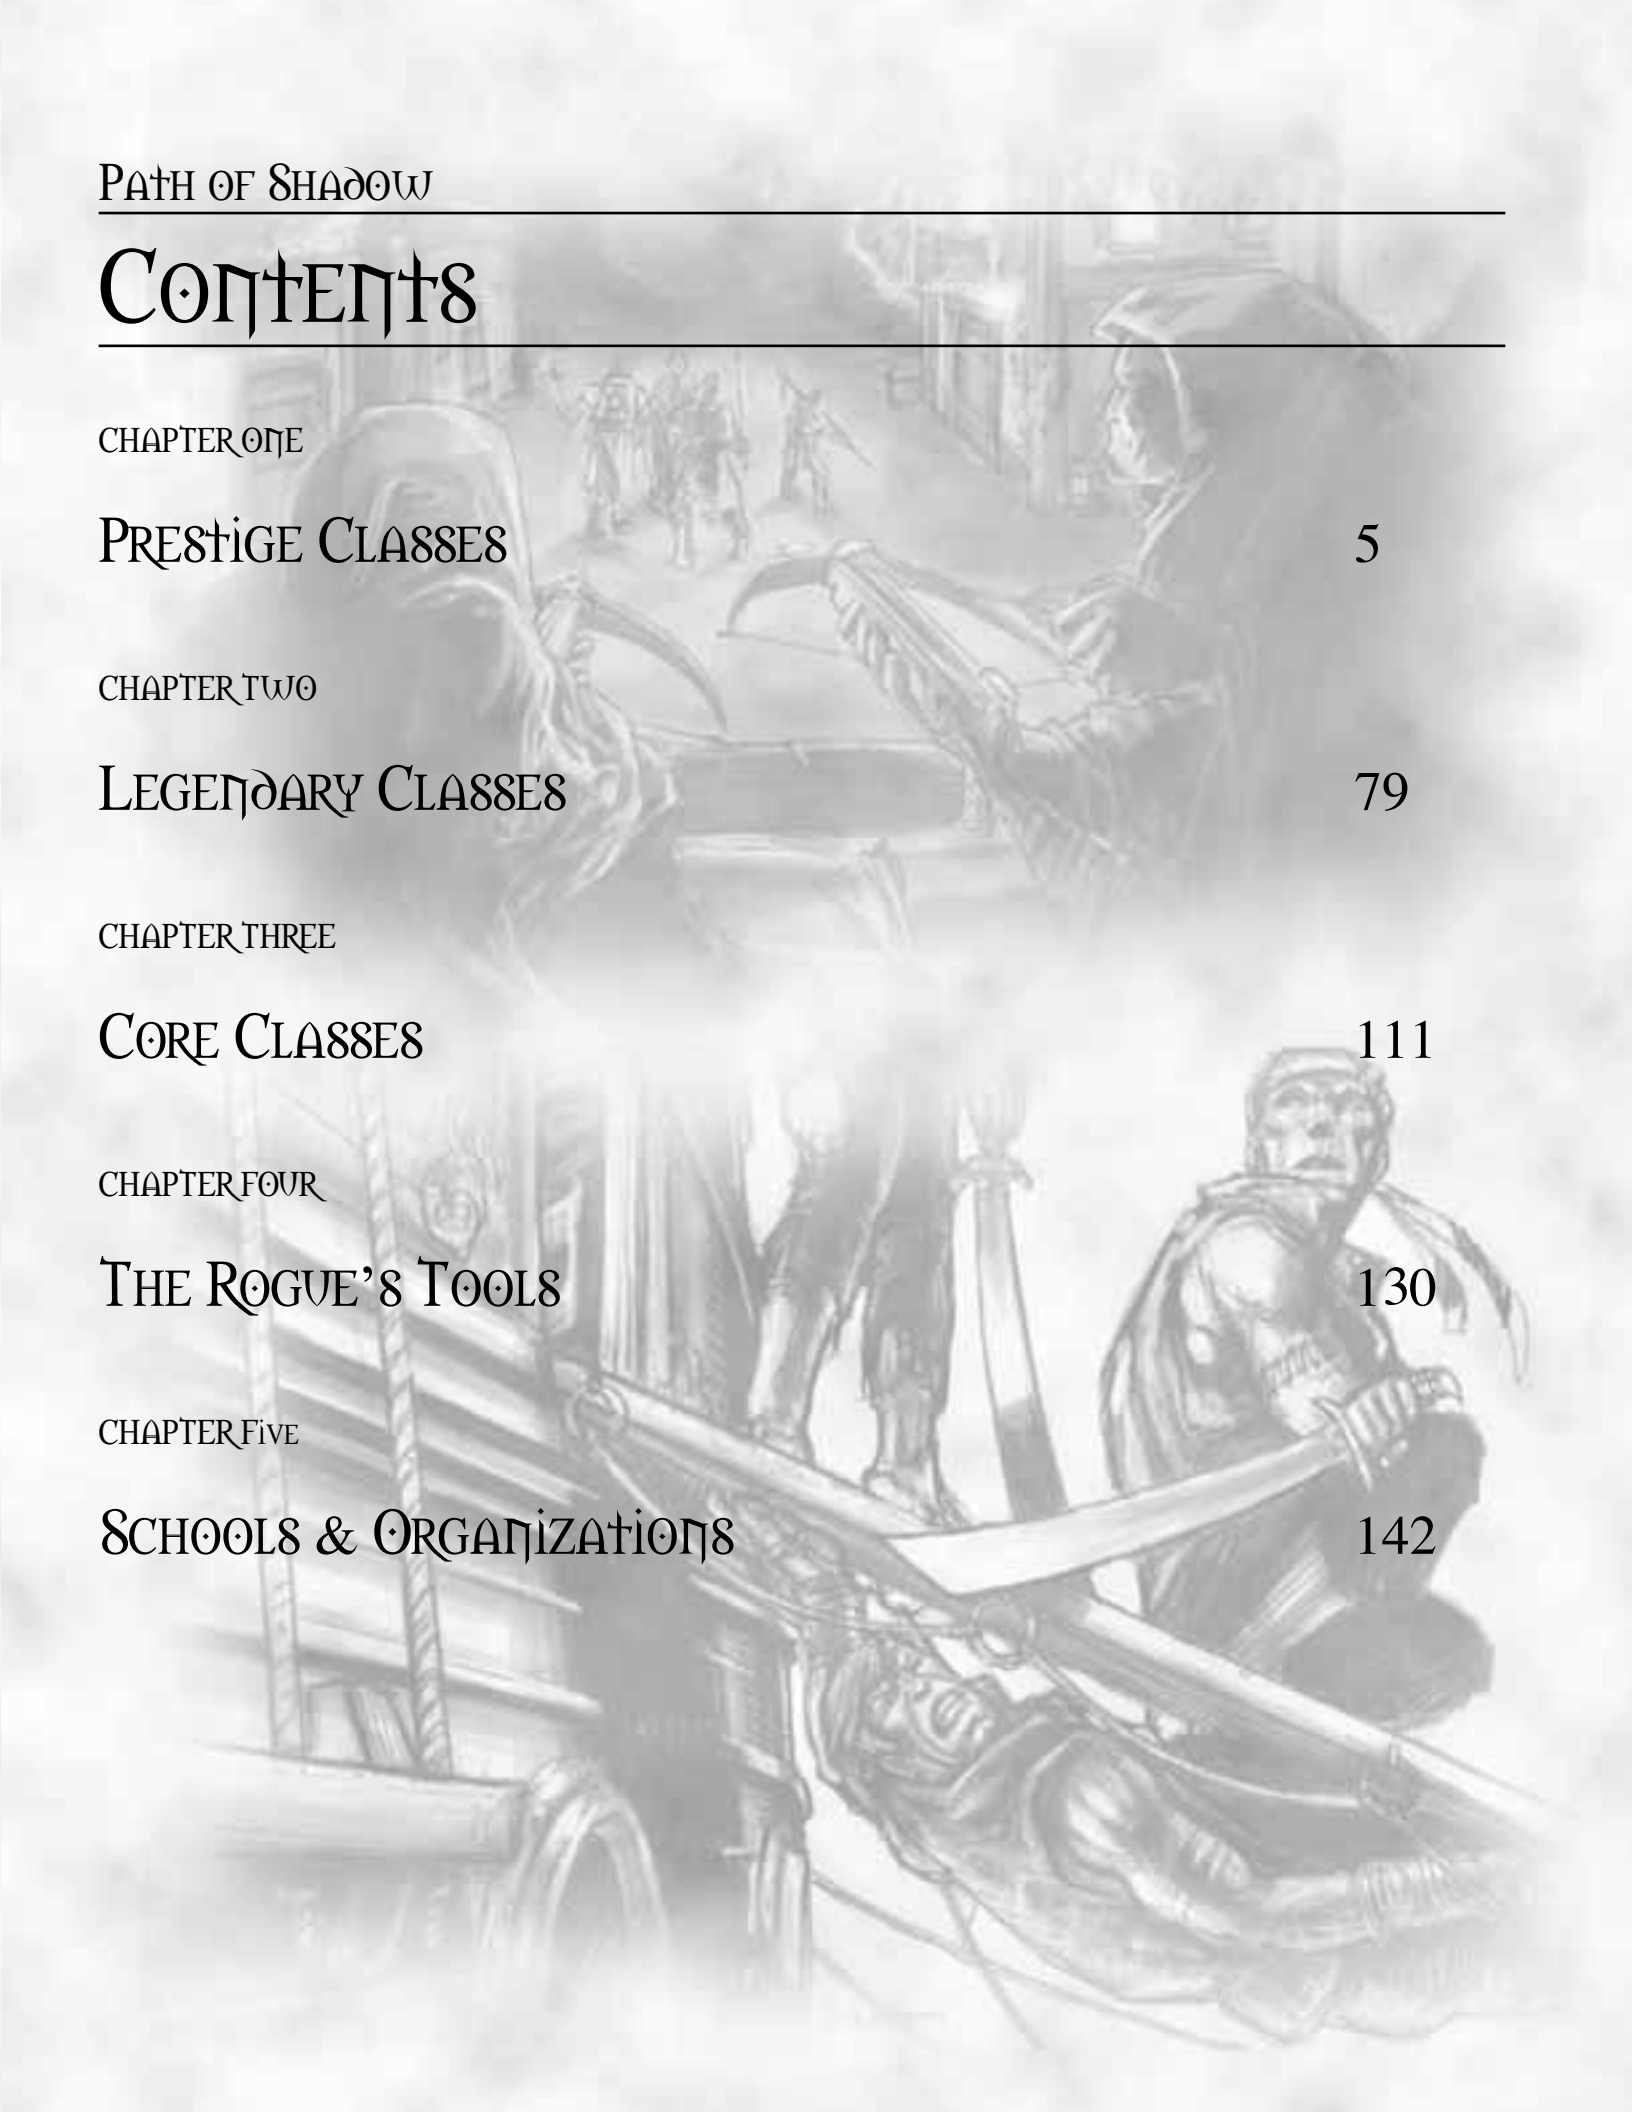 Path of Shadow
Contents
Chapter One
Prestige Classes 5
Chapter Two
Legendary Classes 79
Chapter Three
Core Classes 111
Chapter Four
The Rogue's Tools 130
Chapter Five
Schools & Organizations 142